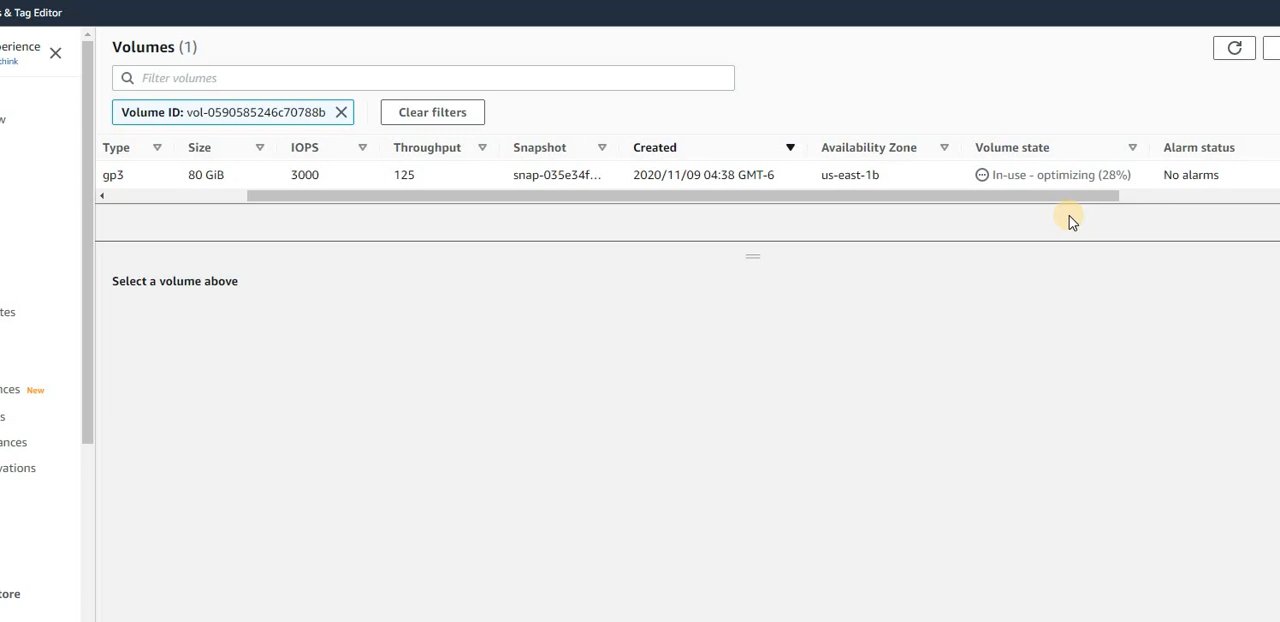 s & Tag Editor
erience
hink
w
tes
nces New
s
ances
vations
tore
Volumes (1)
Filter volumes
Volume ID: vol-0590585246c70788b
Clear filters
Type Size IOPS Throughput Snapshot Created Availability Zone Volume state Alarm status
gp3 80 GiB 3000 125 snap-035e34f... 2020/11/09 04:38 GMT-6 us-east-1b In-use - optimizing (28%) No alarms
Select a volume above